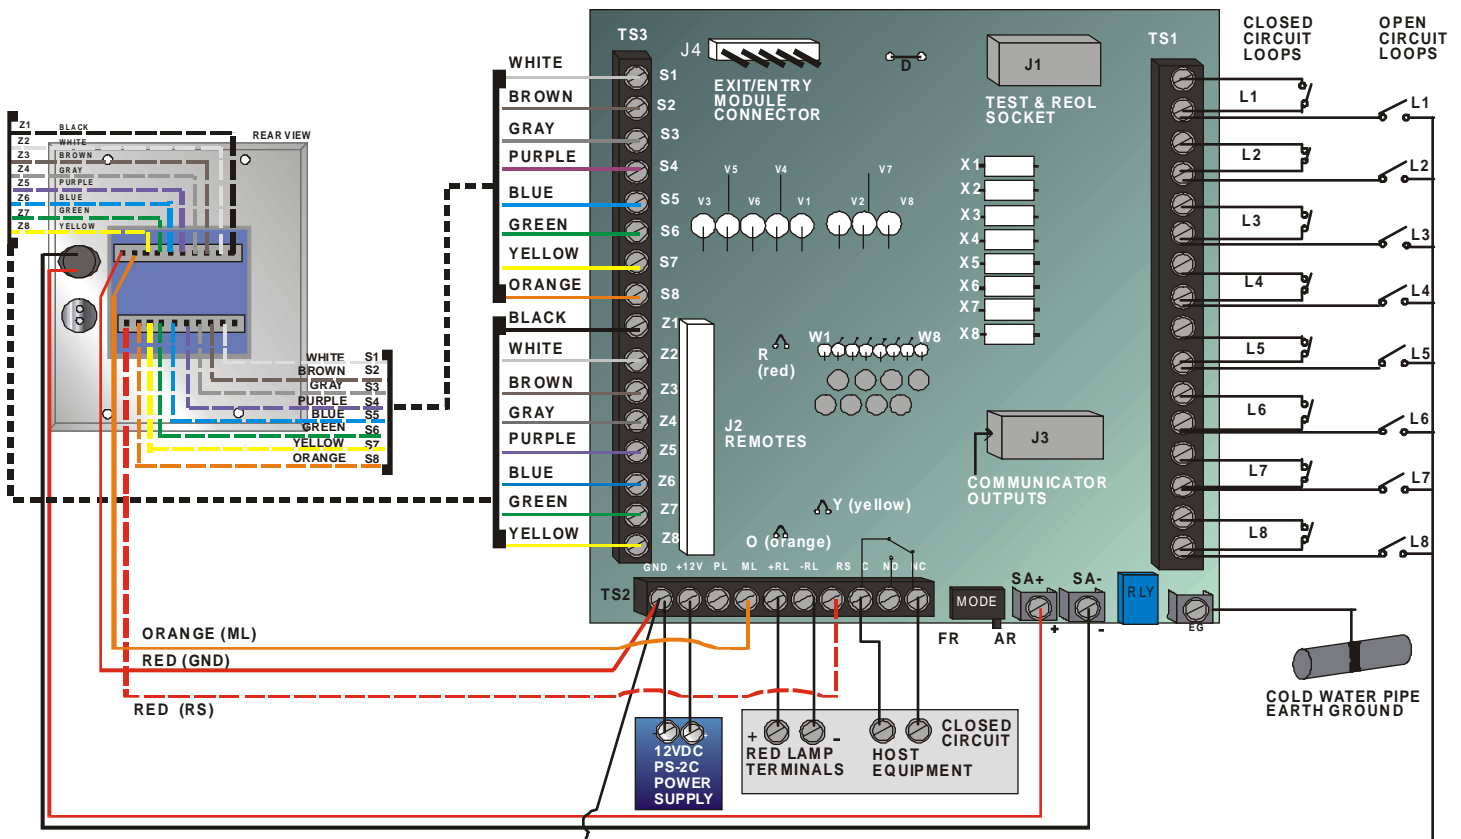 CLOSED
CIRCUIT
LOOPS
OPEN
CIRCUIT
LOOPS
TS3
J4
D
J1
TS1
EXIT/ENTRY
MODULE
CONNECTOR
TEST & REOL
SOCKET
WHITE S1
BROWN S2
GRAY S3
PURPLE S4
BLUE S5
GREEN S6
YELLOW S7
ORANGE S8
BLACK Z1
WHITE Z2
BROWN Z3
GRAY Z4
PURPLE Z5
BLUE Z6
GREEN Z7
YELLOW Z8
REAR VIEW
Z1 BLACK
Z2 WHITE
Z3 BROWN
Z4 GRAY
Z5 PURPLE
Z6 BLUE
Z7 GREEN
Z8 YELLOW
WHITE S1
BROWN S2
GRAY S3
PURPLE S4
BLUE S5
GREEN S6
YELLOW S7
ORANGE S8
V5 V4 V7
V3 V6 V1 V2 V8
X1
X2
X3
X4
X5
X6
X7
X8
W1 W8
R
(red)
J2
REMOTES
J3
COMMUNICATOR
OUTPUTS
Y (yellow)
O (orange)
L1 L1
L2 L2
L3 L3
L4 L4
L5 L5
L6 L6
L7 L7
L8 L8
GND +12V PL ML +RL -RL RS C NO NC
TS2
MODE
FR AR
SA+ SA-
+ -
RLY
EG
ORANGE (ML)
RED (GND)
RED (RS)
- +
12VDC
PS-2C
POWER
SUPPLY
+ -
RED LAMP
TERMINALS
HOST
EQUIPMENT
CLOSED
CIRCUIT
COLD WATER PIPE
EARTH GROUND